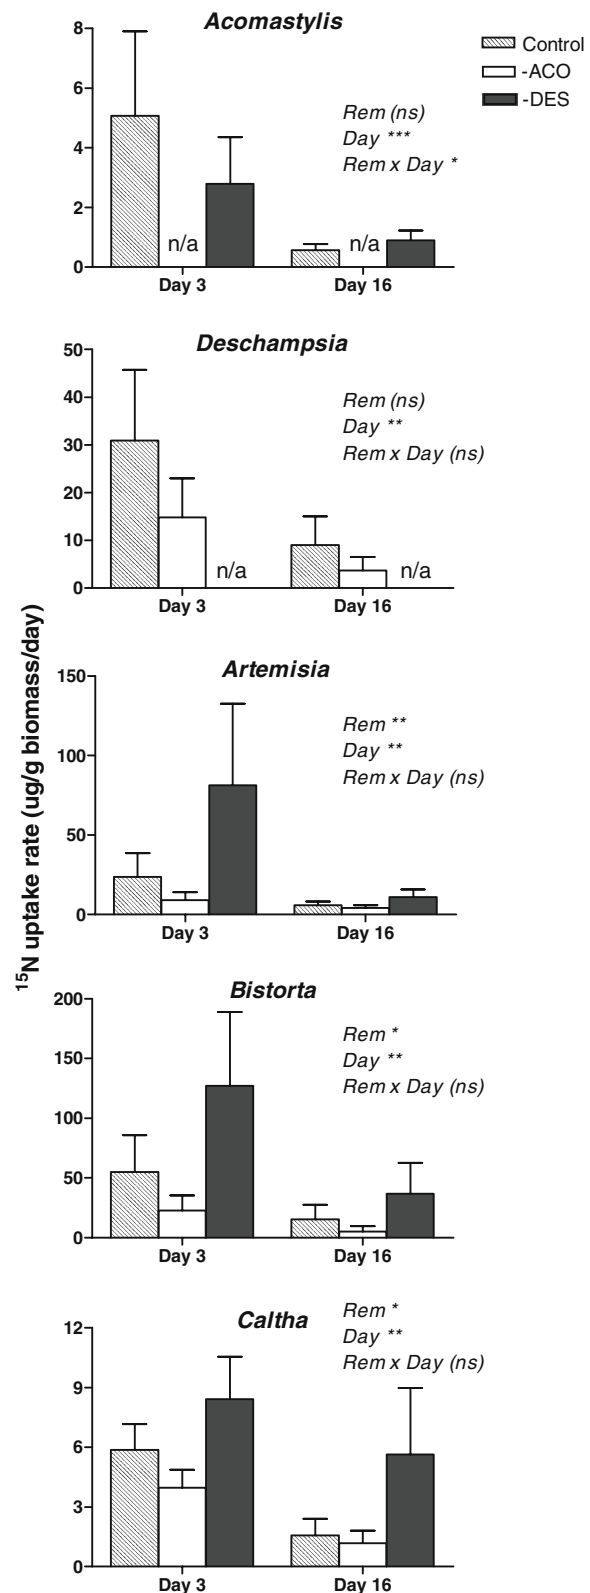 Acomastylis
Control
-ACO
-DES
8
6
4
2
0
Rem (ns)
Day ***
Rem x Day *
n/a
n/a
Day 3
Day 16
Deschampsia
50
40
30
20
10
0
Rem (ns)
Day **
Rem x Day (ns)
n/a
n/a
Day 3
Day 16
15N uptake rate (ug/g biomass/day)
Artemisia
150
100
50
0
Rem **
Day **
Rem x Day (ns)
Day 3
Day 16
Bistorta
200
150
100
50
0
Rem *
Day **
Rem x Day (ns)
Day 3
Day 16
Caltha
12
9
6
3
0
Rem *
Day **
Rem x Day (ns)
Day 3
Day 16